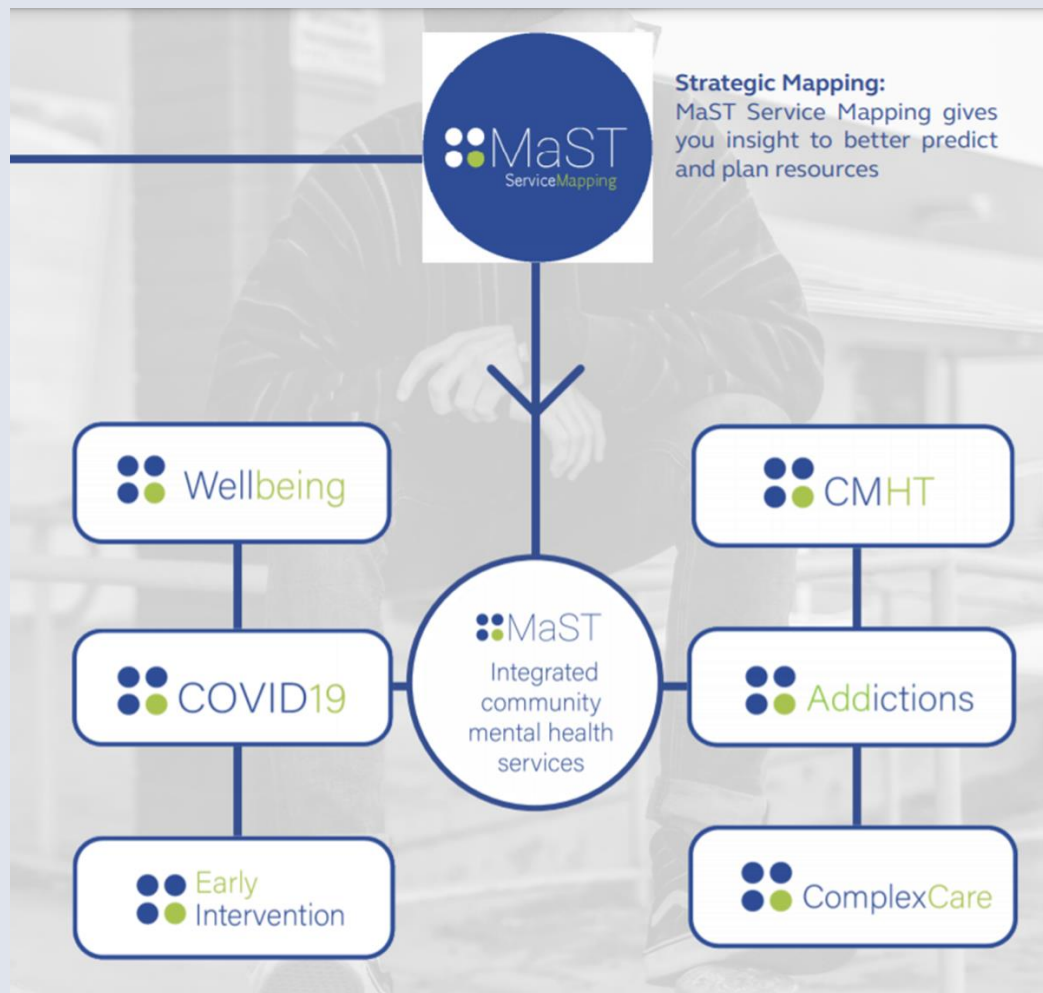 MaST
ServiceMapping
Strategic Mapping:
MaST Service Mapping gives
you insight to better predict
and plan resources
Wellbeing
CMHT
MaST
Integrated
community
mental health
services
COVID19
Addictions
Early
Intervention
ComplexCare